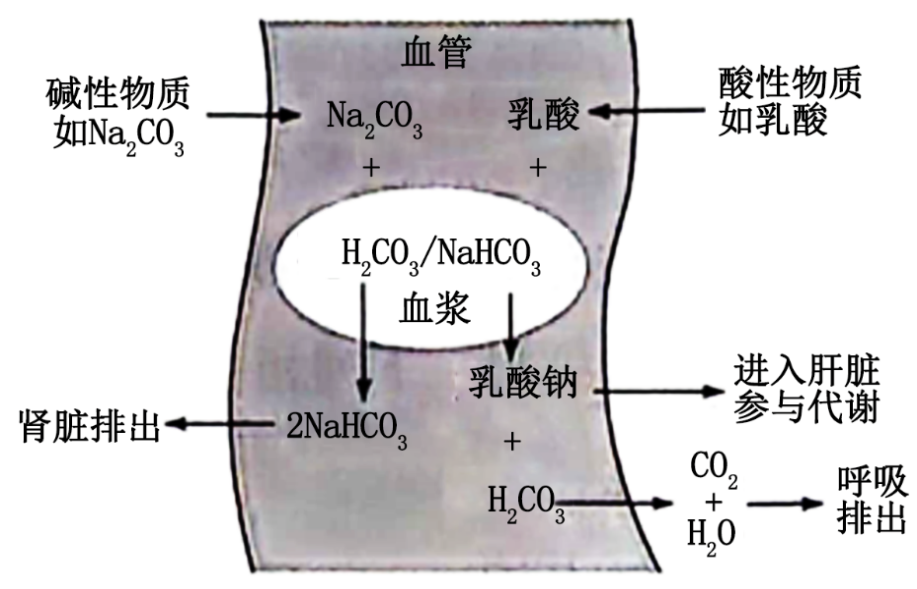 血管
碱性物质
如Na₂CO₃
Na₂CO₃
乳酸
酸性物质
如乳酸
+
+
H₂CO₃/NaHCO₃
血浆
乳酸钠
进入肝脏
参与代谢
肾脏排出
2NaHCO₃
+
H₂CO₃
CO₂
+
H₂O
呼吸
排出